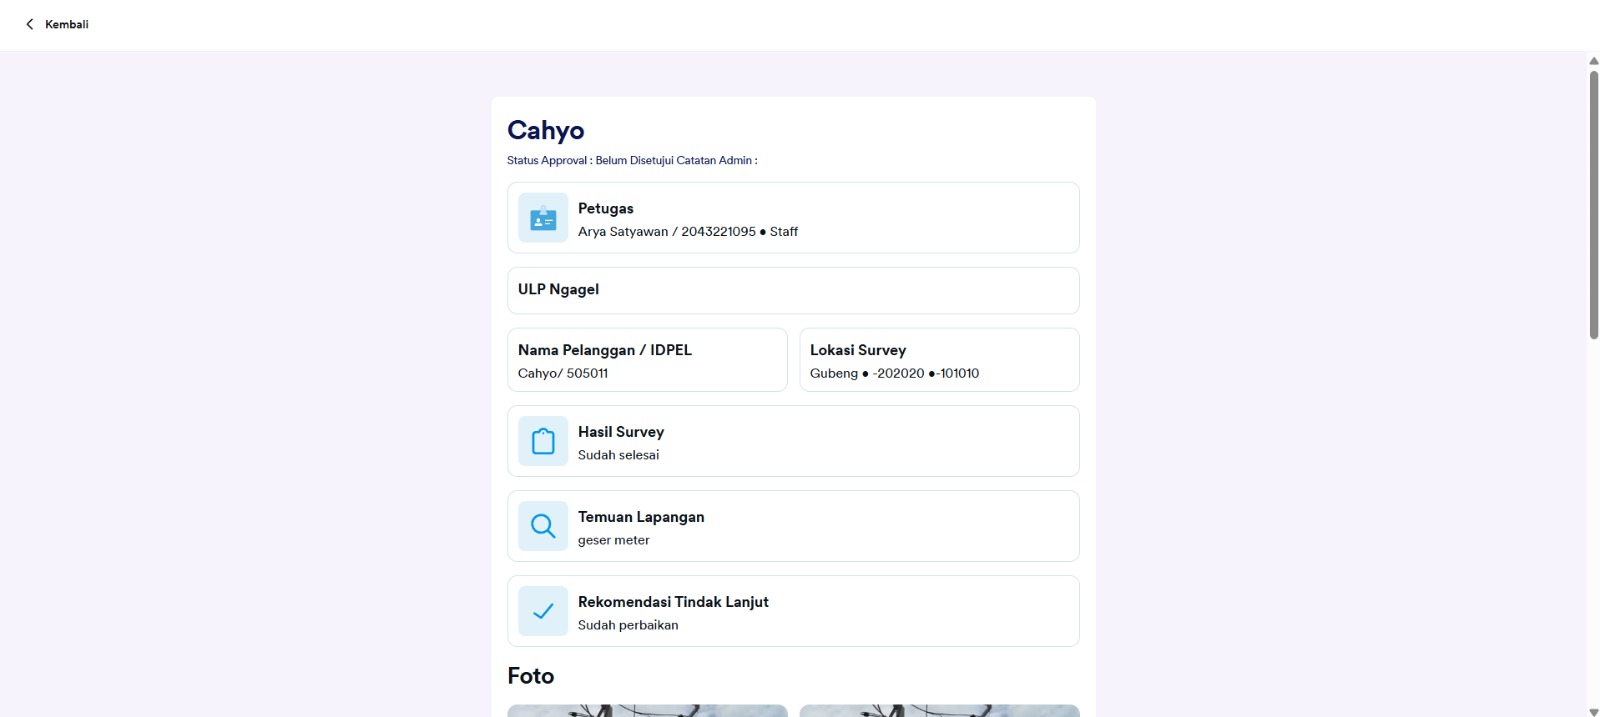 Kembali
Cahyo
Status Approval : Belum Disetujui Catatan Admin :
Petugas
Arya Satyawan / 2043221095 ● Staff
ULP Ngagel
Nama Pelanggan / IDPEL
Cahyo/ 505011
Lokasi Survey
Gubeng ● -202020 ●-101010
Hasil Survey
Sudah selesai
Temuan Lapangan
geser meter
Rekomendasi Tindak Lanjut
Sudah perbaikan
Foto